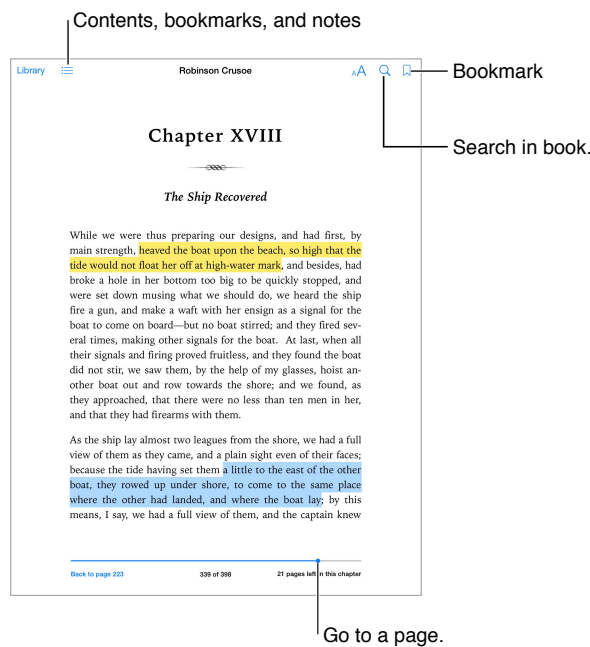 Contents, bookmarks, and notes
Library
Robinson Crusoe
AA
Bookmark
Search in book.
Chapter XVIII
The Ship Recovered
While we were thus preparing our designs, and had first, by
main strength, heaved the boat upon the beach, so high that the
tide would not float her off at high-water mark, and besides, had
broke a hole in her bottom too big to be quickly stopped, and
were set down musing what we should do, we heard the ship
fire a gun, and make a waft with her ensign as a signal for the
boat to come on board—but no boat stirred; and they fired sev-
eral times, making other signals for the boat. At last, when all
their signals and firing proved fruitless, and they found the boat
did not stir, we saw them, by the help of my glasses, hoist an-
other boat out and row towards the shore; and we found, as
they approached, that there were no less than ten men in her,
and that they had firearms with them.
As the ship lay almost two leagues from the shore, we had a full
view of them as they came, and a plain sight even of their faces;
because the tide having set them a little to the east of the other
boat, they rowed up under shore, to come to the same place
where the other had landed, and where the boat lay; by this
means, I say, we had a full view of them, and the captain knew
Back to page 223
339 of 398
21 pages left in this chapter
Go to a page.